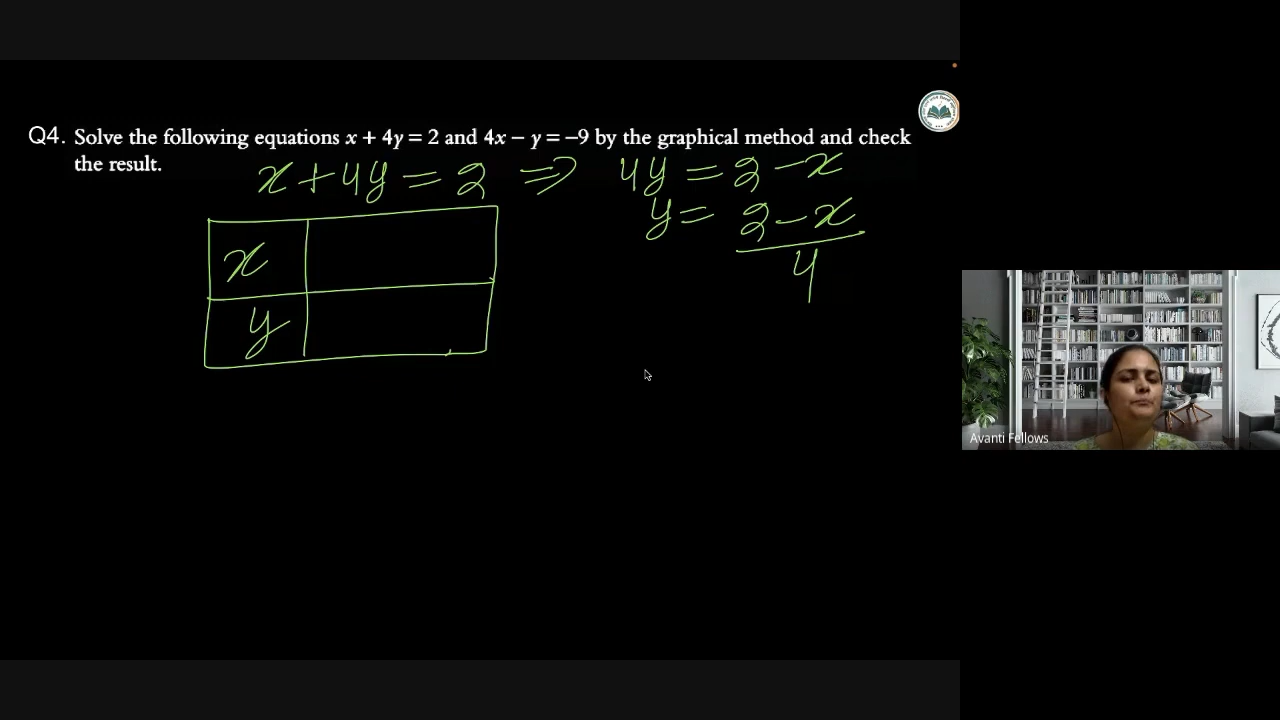 Q4. Solve the following equations x + 4y = 2 and 4x − y = −9 by the graphical method and check
the result.
x + 4y = 2 ⇒ 4y = 2 − x
y = 2 − x
4
x
y
Avanti Fellows